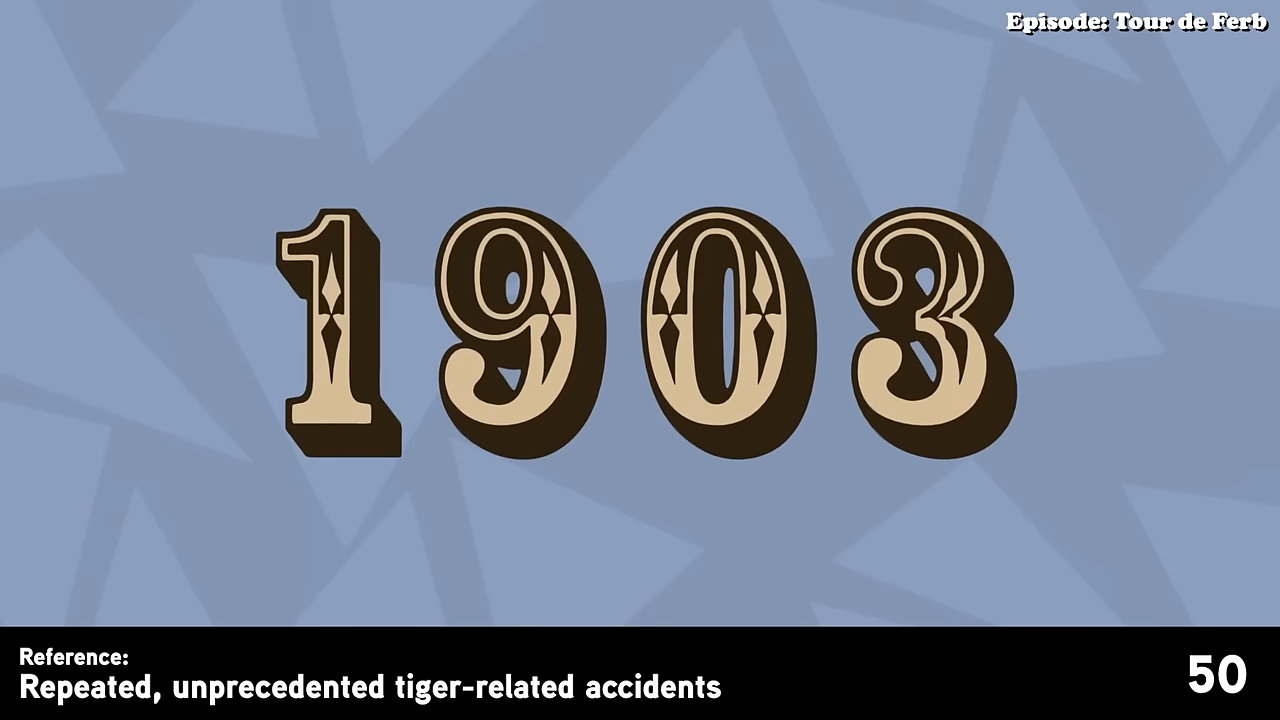 Episode: Tour de Ferb
1903
Reference:
Repeated, unprecedented tiger-related accidents
50